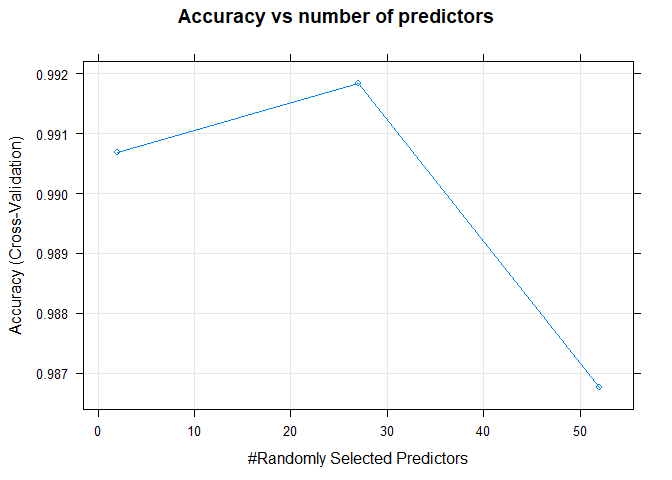 Accuracy vs number of predictors
Accuracy (Cross-Validation)
0.992
0.991
0.990
0.989
0.988
0.987
0 10 20 30 40 50
#Randomly Selected Predictors